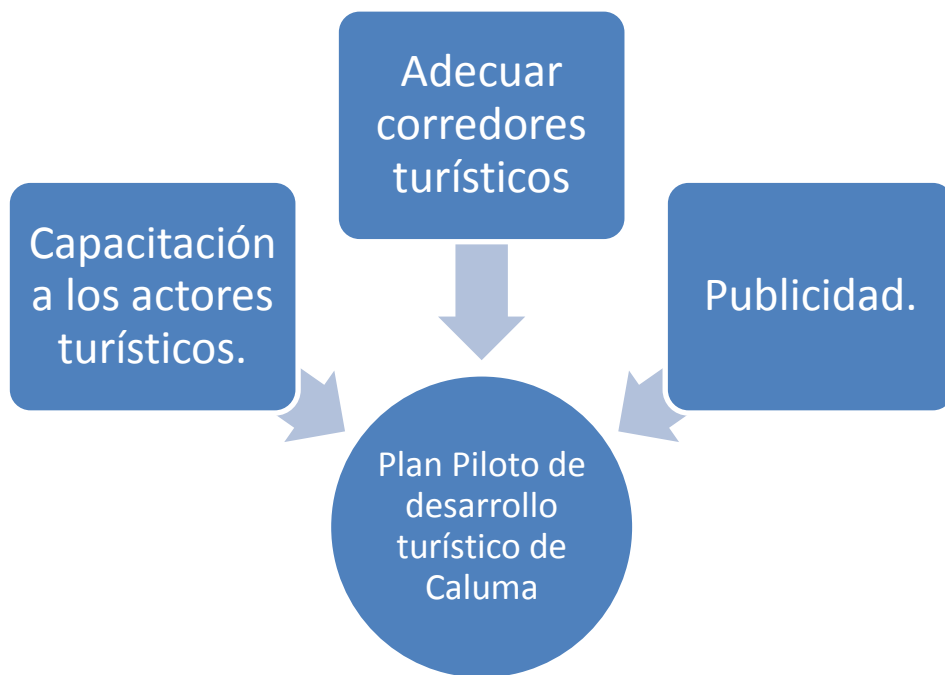 Adecuar
corredores
turísticos
Capacitación
a los actores
turísticos.
Publicidad.
Plan Piloto de
desarrollo
turístico de
Caluma